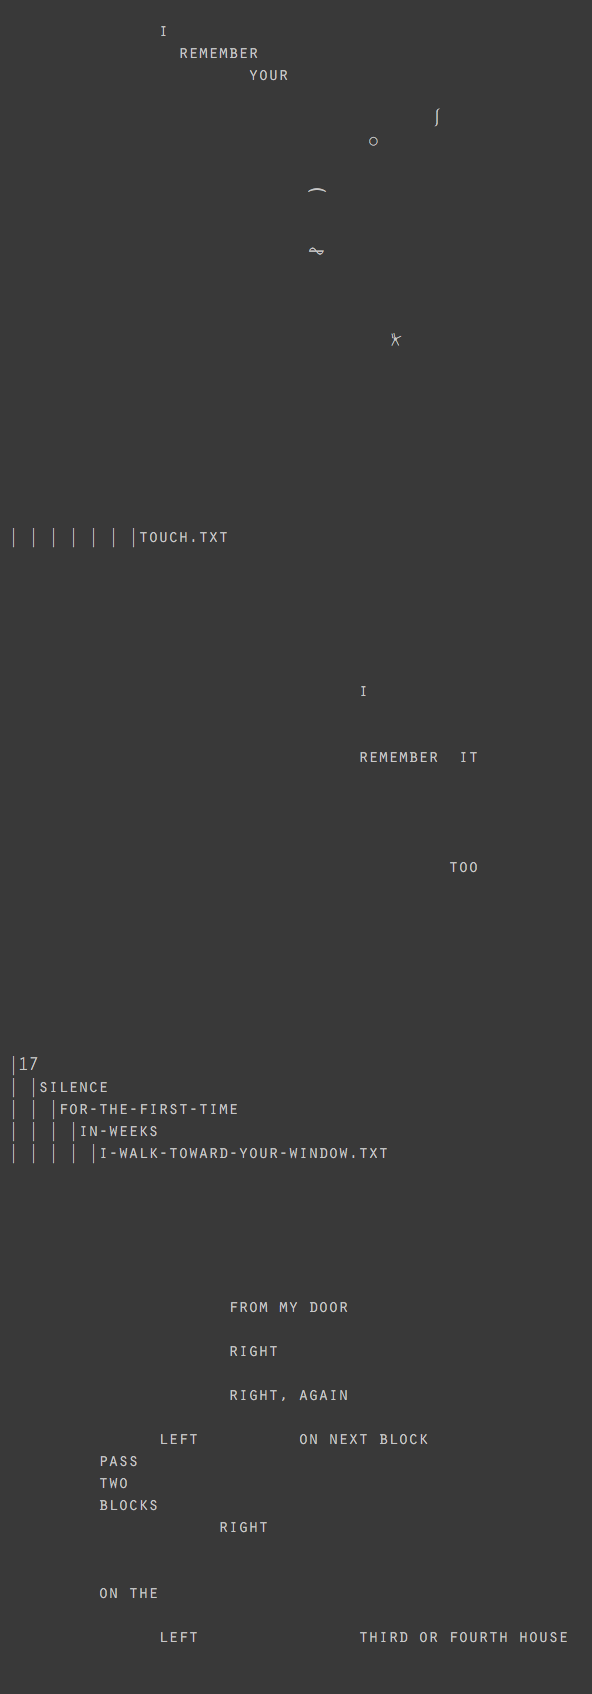 I
REMEMBER
YOUR
∫
○
⁀
TOUCH.TXT
I
REMEMBER IT
TOO
17
SILENCE
FOR-THE-FIRST-TIME
IN-WEEKS
I-WALK-TOWARD-YOUR-WINDOW.TXT
FROM MY DOOR
RIGHT
RIGHT, AGAIN
LEFT ON NEXT BLOCK
PASS
TWO
BLOCKS
RIGHT
ON THE
LEFT THIRD OR FOURTH HOUSE